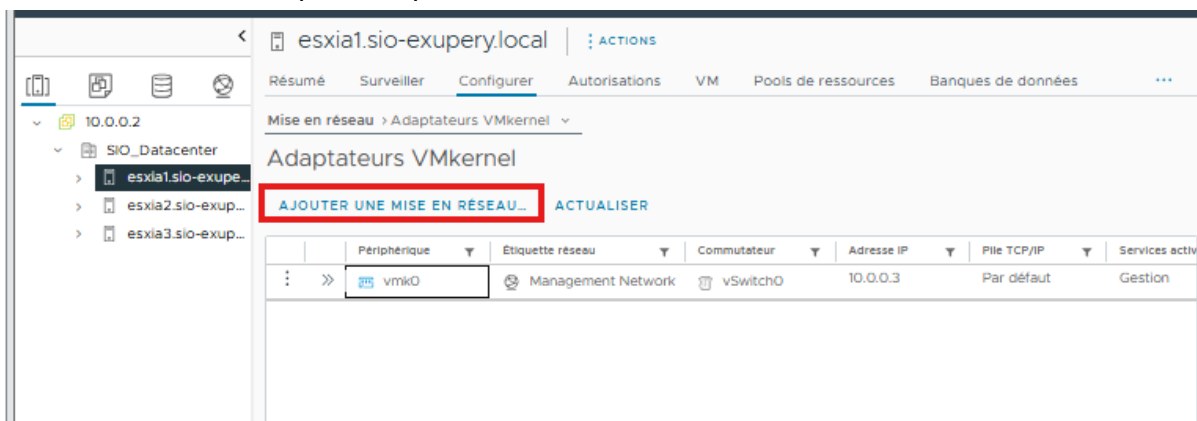 esxia1.sio-exupery.local
ACTIONS
Résumé Surveiller Configurer Autorisations VM Pools de ressources Banques de données ...
10.0.0.2
SIO_Datacenter
esxia1.sio-exupe...
esxia2.sio-exup...
esxia3.sio-exup...
Mise en réseau > Adaptateurs VMkernel
Adaptateurs VMkernel
AJOUTER UNE MISE EN RÉSEAU... ACTUALISER
Périphérique Étiquette réseau Commutateur Adresse IP Pile TCP/IP Services activ
vmk0 Management Network vSwitch0 10.0.0.3 Par défaut Gestion